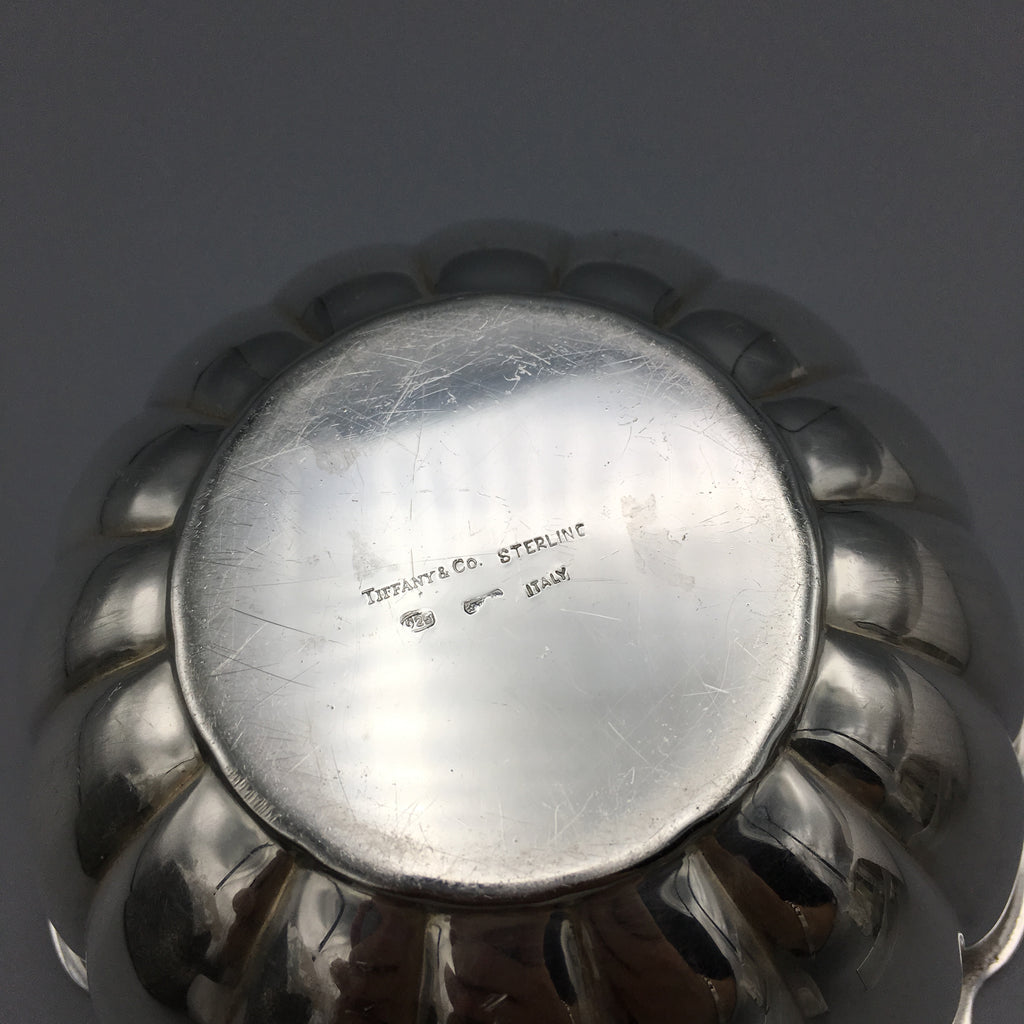 TIFFANY & CO. STERLING
925 ITALY